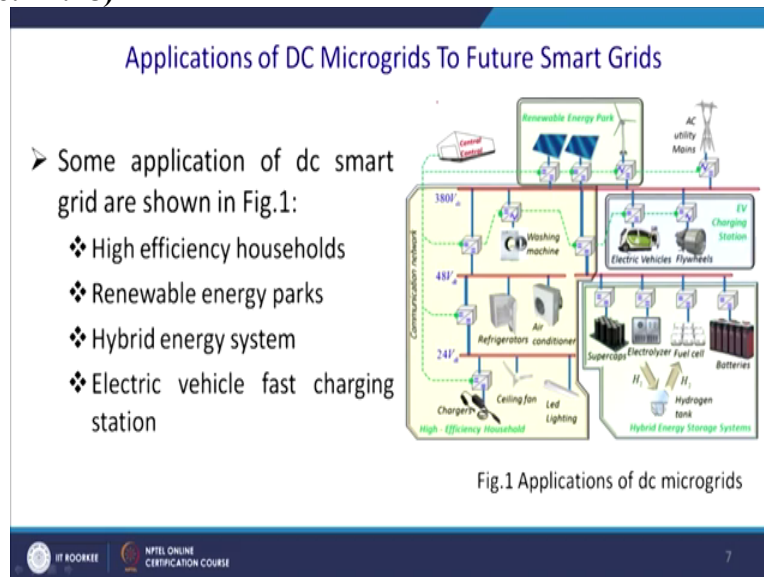 Applications of DC Microgrids To Future Smart Grids
➤ Some application of dc smart
grid are shown in Fig.1:
❖ High efficiency households
❖ Renewable energy parks
❖ Hybrid energy system
❖ Electric vehicle fast charging
station
Renewable Energy Park
AC
utility
Mains
Central
Control
380V
EV
Charging
Station
Washing
machine
Electric Vehicles Flywheels
Communication network
48V
Refrigerators
Air
conditioner
Supercaps Electrolyzer Fuel cell
Batteries
24V
H₂ H₂
Hydrogen
tank
Chargers
Ceiling fan
Led
Lighting
High - Efficiency Household
Hybrid Energy Storage Systems
Fig.1 Applications of dc microgrids
IIT ROORKEE
NPTEL ONLINE
CERTIFICATION COURSE
7